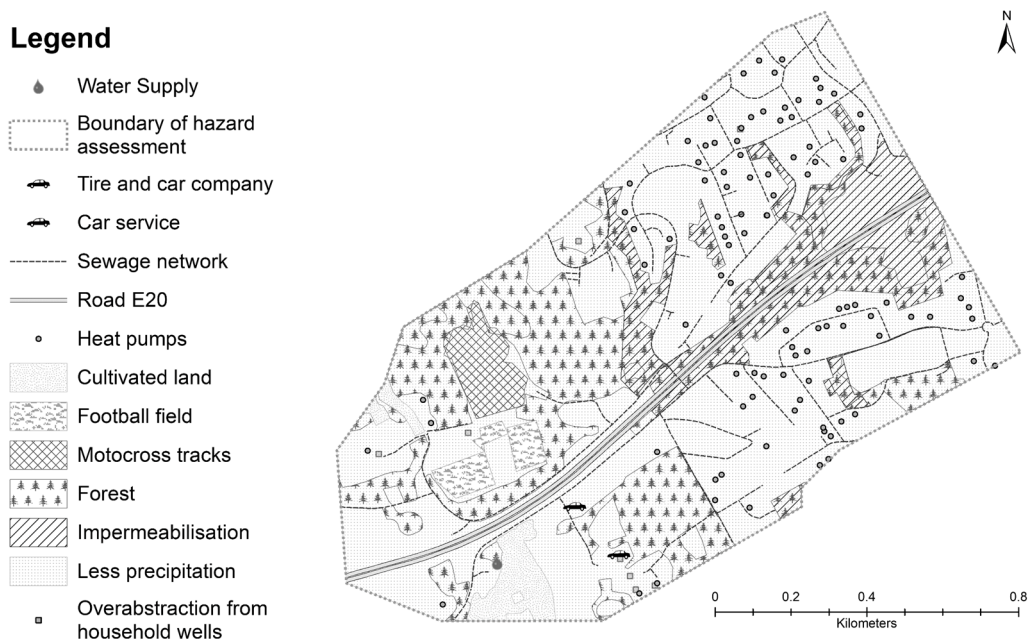 Legend
Water Supply
Boundary of hazard
assessment
Tire and car company
Car service
Sewage network
Road E20
Heat pumps
Cultivated land
Football field
Motocross tracks
Forest
Impermeabilisation
Less precipitation
Overabstraction from
household wells
N
0 0.2 0.4 0.6 0.8
Kilometers